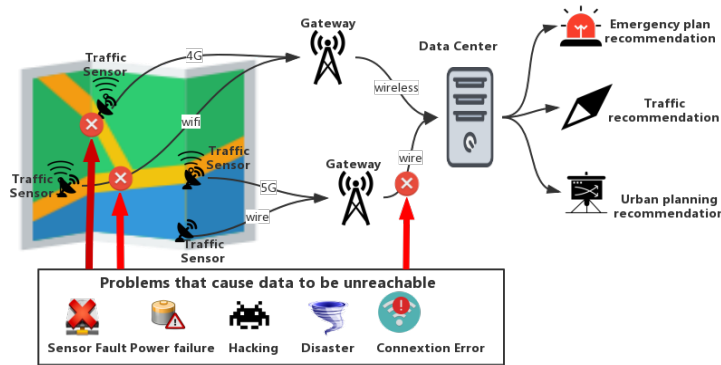 Traffic
Sensor
4G
Gateway
Data Center
Emergency plan
recommendation
wireless
wifi
Traffic
recommendation
Traffic
Sensor
Traffic
Sensor
5G
Gateway
wire
wire
Traffic
Sensor
Urban planning
recommendation
Problems that cause data to be unreachable
Sensor Fault
Power failure
Hacking
Disaster
Connextion Error